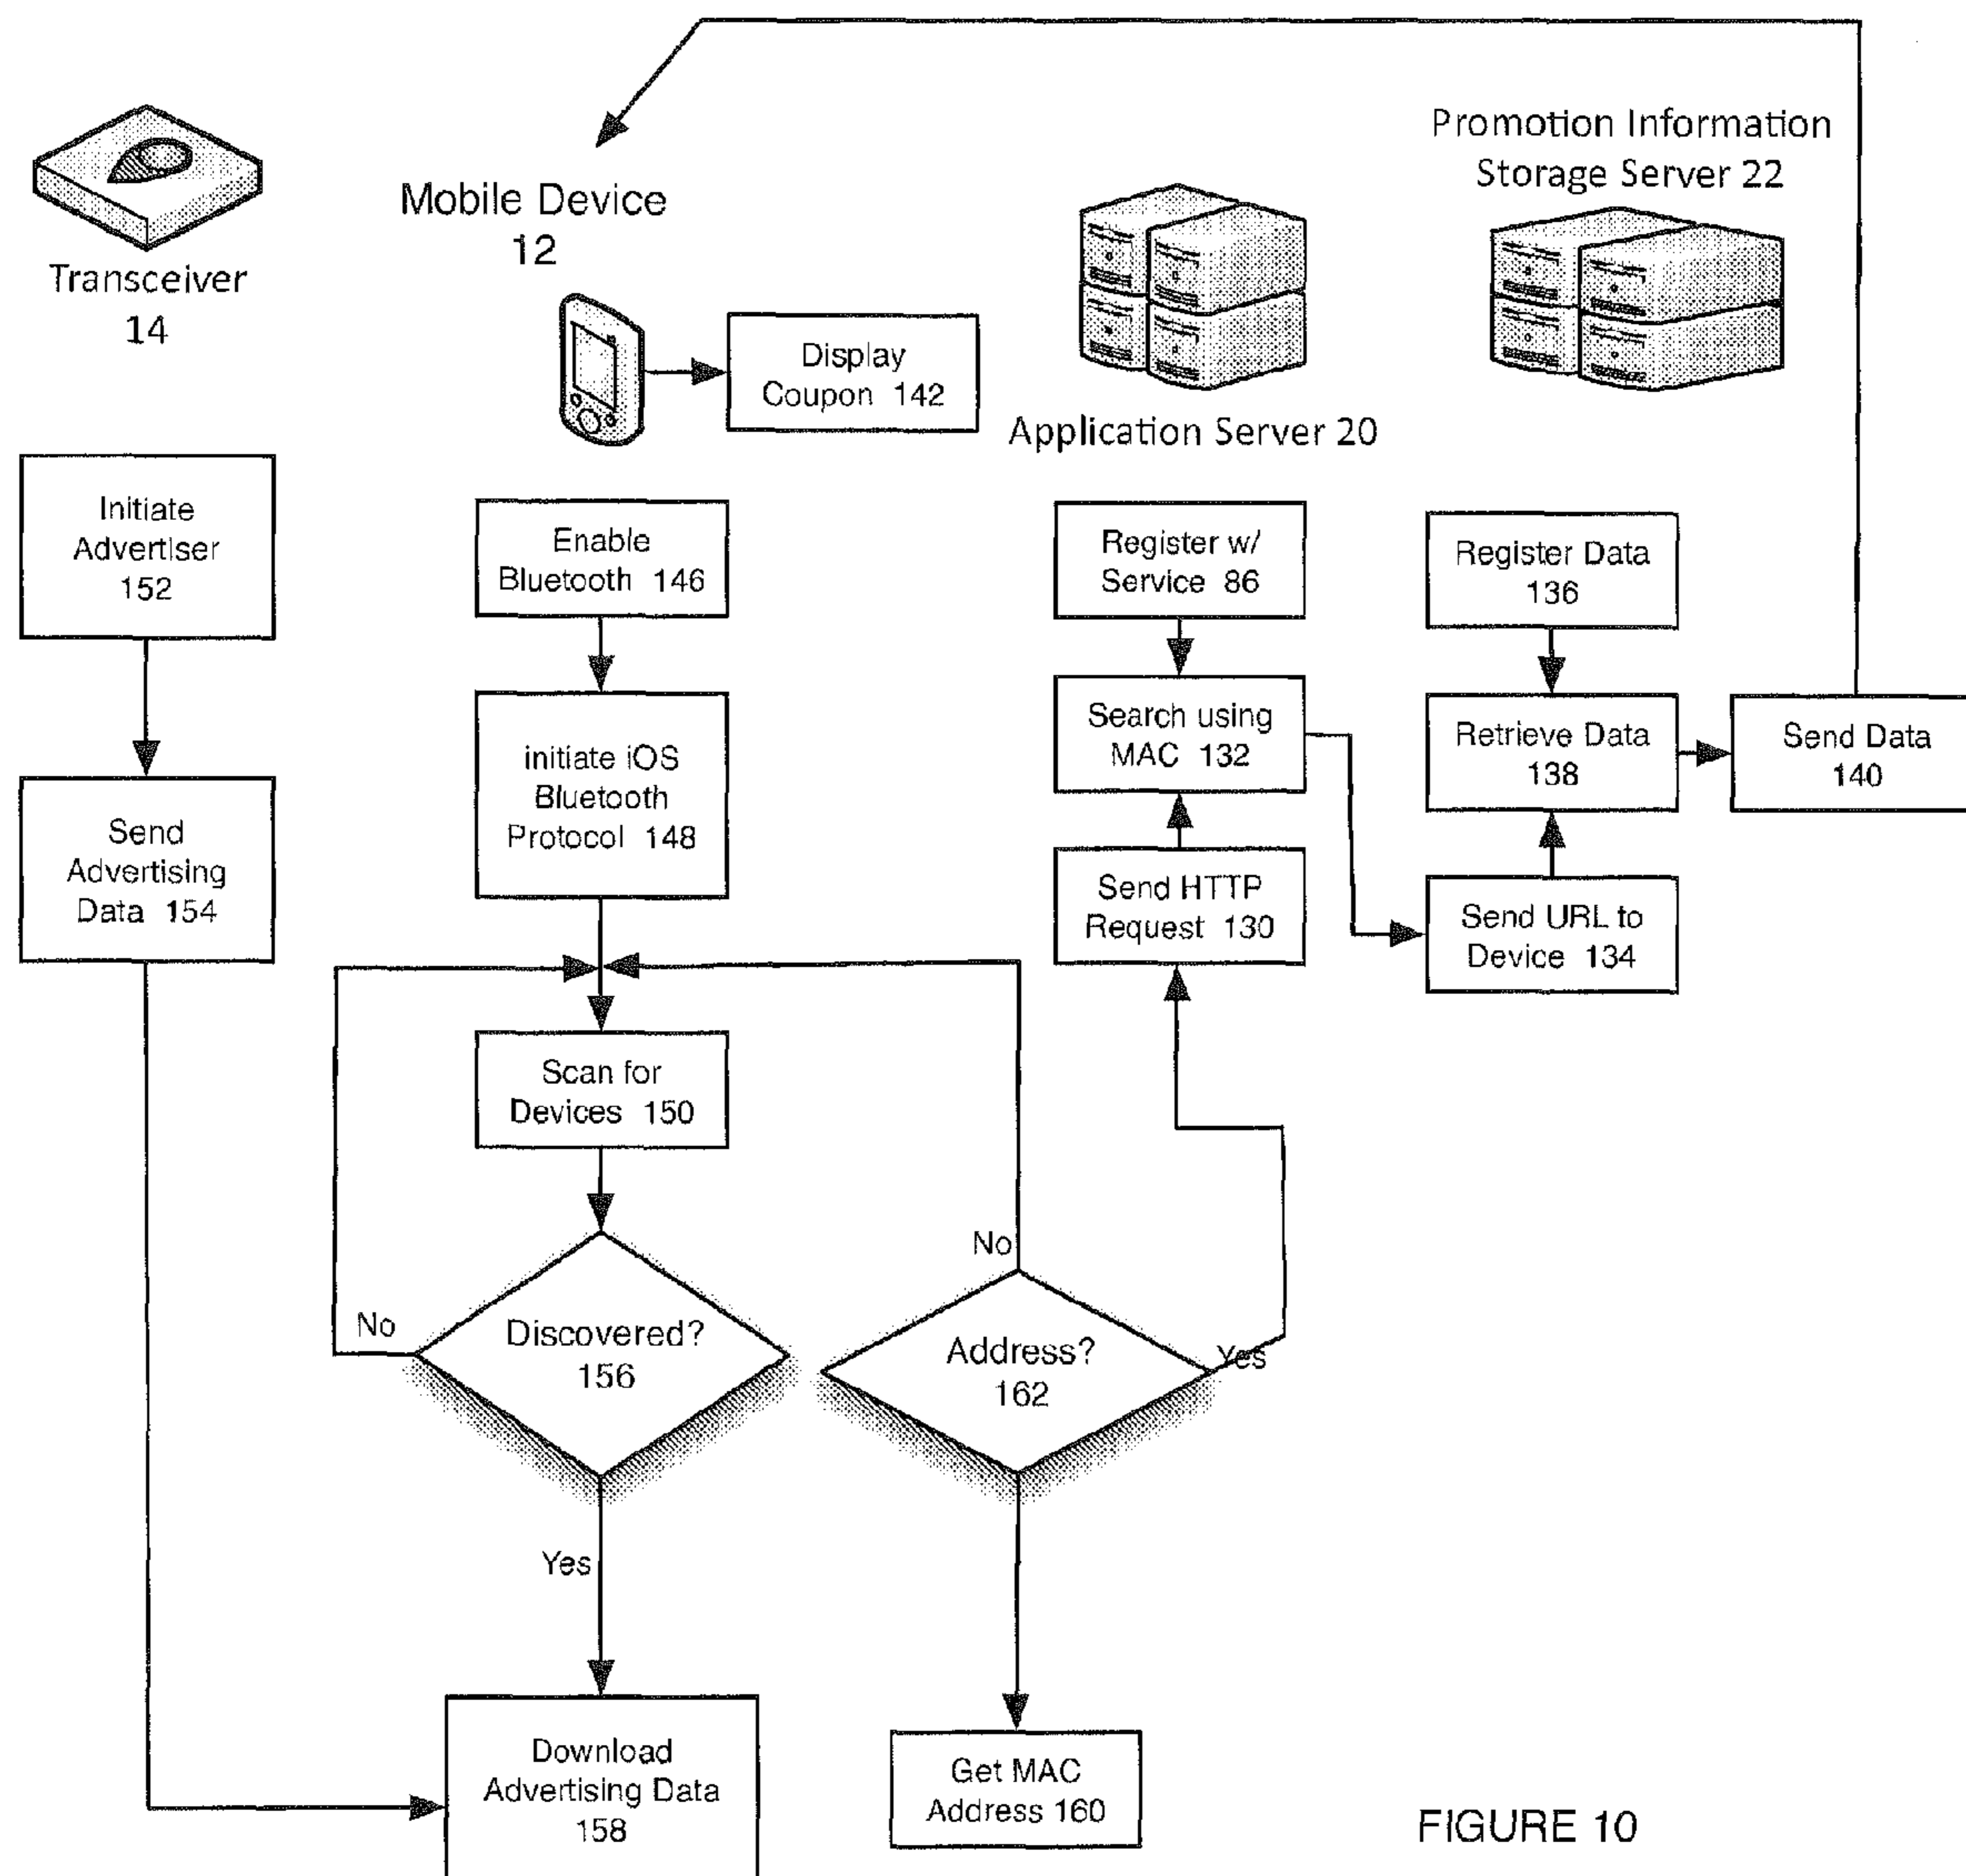 Promotion Information
Storage Server 22
Mobile Device
12
Transceiver
14
Display
Coupon 142
Application Server 20
Initiate
Advertiser
152
Enable
Bluetooth 146
Register w/
Service 86
Register Data
136
Search using
MAC 132
Retrieve Data
138
Send Data
140
initiate iOS
Bluetooth
Protocol 148
Send
Advertising
Data 154
Send HTTP
Request 130
Send URL to
Device 134
Scan for
Devices 150
No
No
Discovered?
156
Address?
162
Yes
Yes
Download
Advertising Data
158
Get MAC
Address 160
FIGURE 10